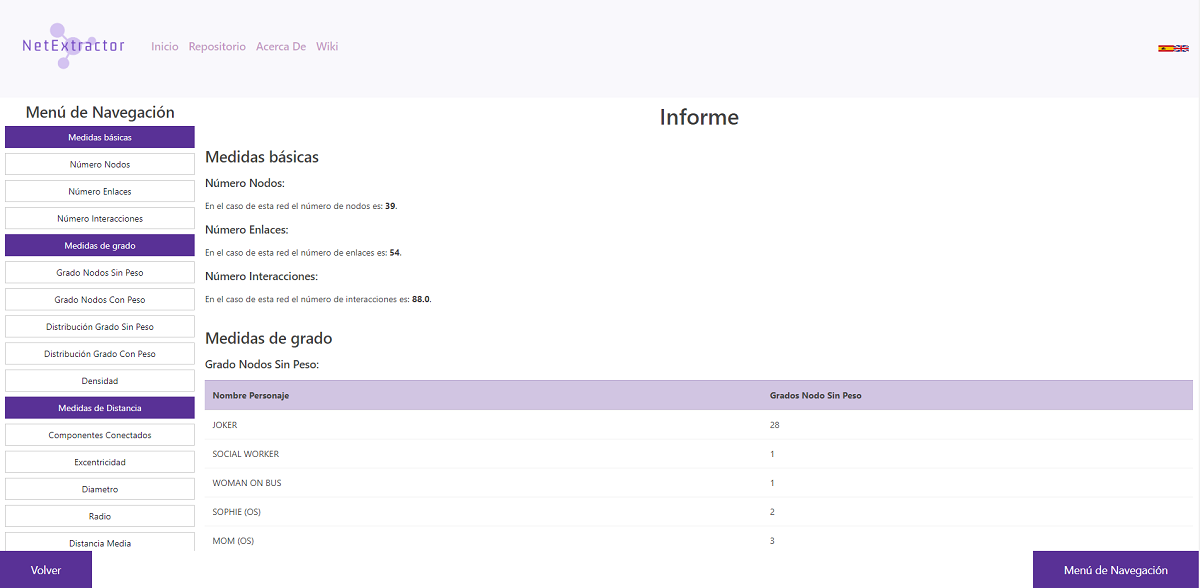 NetExtractor
Inicio Repositorio Acerca De Wiki
Menú de Navegación
Medidas básicas
Número Nodos
Número Enlaces
Número Interacciones
Medidas de grado
Grado Nodos Sin Peso
Grado Nodos Con Peso
Distribución Grado Sin Peso
Distribución Grado Con Peso
Densidad
Medidas de Distancia
Componentes Conectados
Excentricidad
Diametro
Radio
Distancia Media
Volver
Informe
Medidas básicas
Número Nodos:
En el caso de esta red el número de nodos es: 39.
Número Enlaces:
En el caso de esta red el número de enlaces es: 54.
Número Interacciones:
En el caso de esta red el número de interacciones es: 88.0.
Medidas de grado
Grado Nodos Sin Peso:
Nombre Personaje Grados Nodo Sin Peso
JOKER 28
SOCIAL WORKER 1
WOMAN ON BUS 1
SOPHIE (OS) 2
MOM (OS) 3
Menú de Navegación